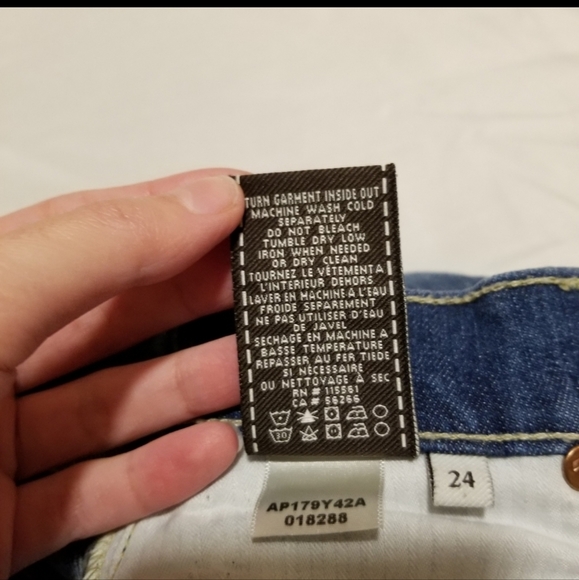 TURN GARMENT INSIDE OUT
MACHINE WASH COLD
SEPARATELY
DO NOT BLEACH
TUMBLE DRY LOW
IRON WHEN NEEDED
OR DRY CLEAN
TOURNEZ LE VÉTEMENT A
L'INTERIEUR DEHORS
LAVER EN MACHINE A L'EAU
FROIDE SEPAREMENT
NE PAS UTILISER D'EAU
DE JAVEL
SECHAGE EN MACHINE A
BASSE TEMPERATURE
REPASSER AU FER TIEDE
SI NÉCESSAIRE
OU NETTOYAGE À SEC
RN # 115561
CA # 56266
30
AP179Y42A
018288
24